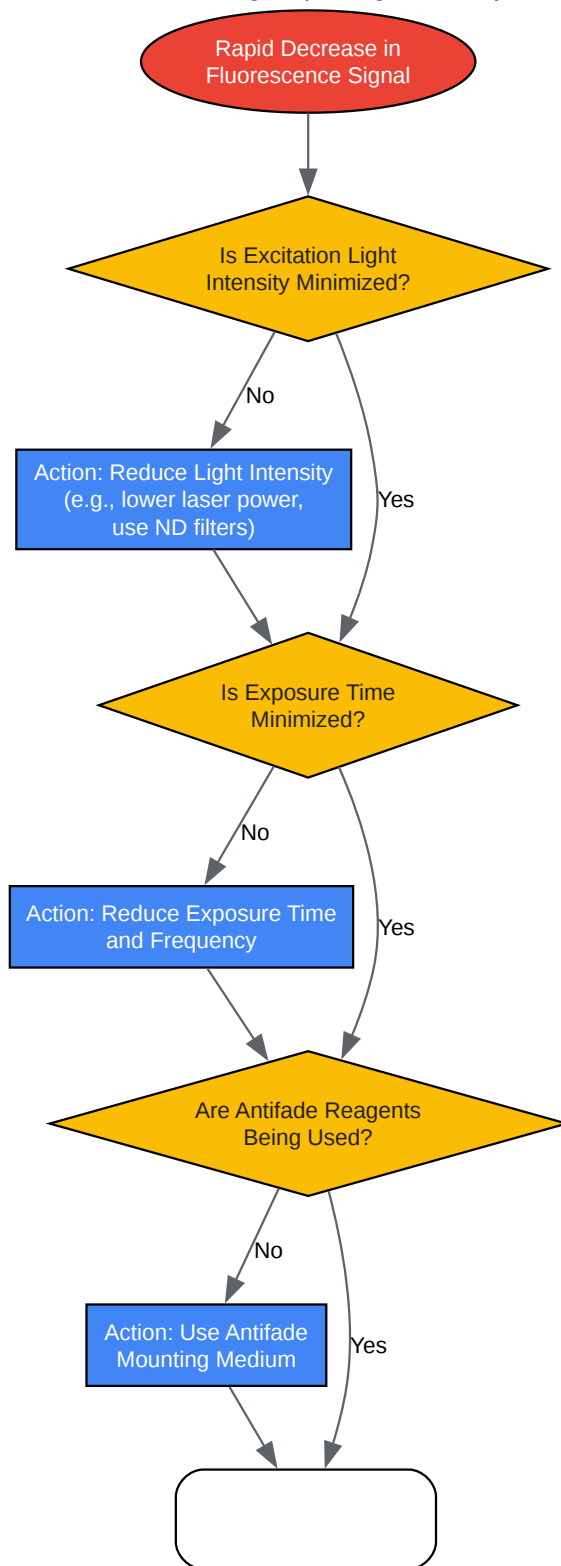 Rapid Decrease in
Fluorescence Signal
Is Excitation Light
Intensity Minimized?
No
Action: Reduce Light Intensity
(e.g., lower laser power,
use ND filters)
Yes
Is Exposure Time
Minimized?
No
Action: Reduce Exposure Time
and Frequency
Yes
Are Antifade Reagents
Being Used?
No
Action: Use Antifade
Mounting Medium
Yes